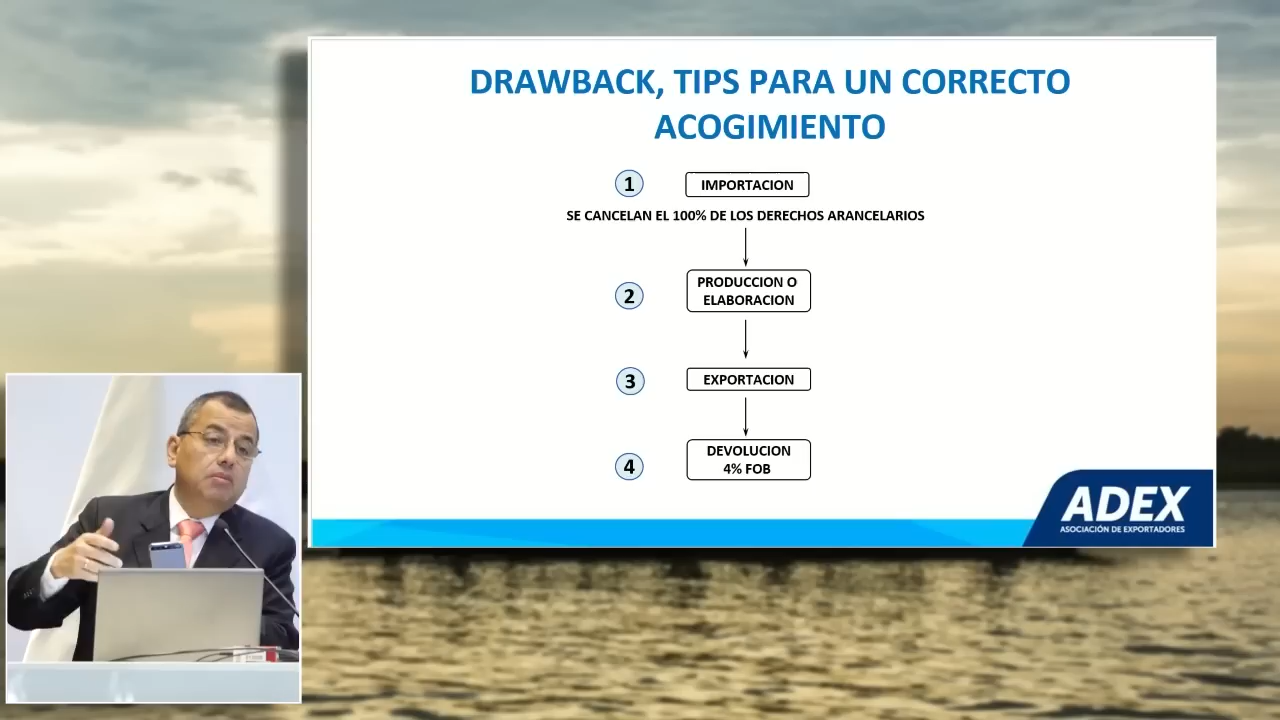 DRAWBACK, TIPS PARA UN CORRECTO
ACOGIMIENTO
1
IMPORTACION
SE CANCELAN EL 100% DE LOS DERECHOS ARANCELARIOS
2
PRODUCCION O
ELABORACION
3
EXPORTACION
4
DEVOLUCION
4% FOB
ADEX
ASOCIACIÓN DE EXPORTADORES